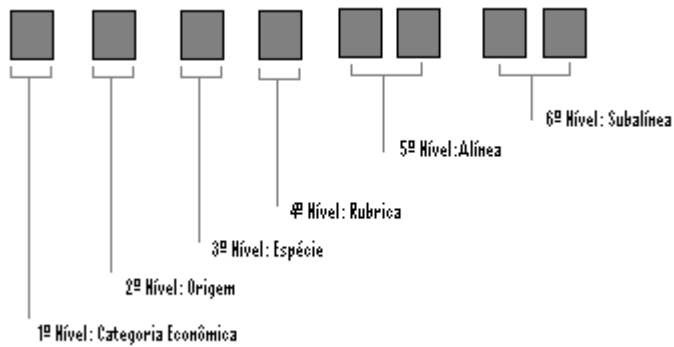 6º Nível: Subalínea
5º Nível:Alínea
4º Nível: Rubrica
3º Nível: Espécie
2º Nível: Origem
1º Nível: Categoria Econômica